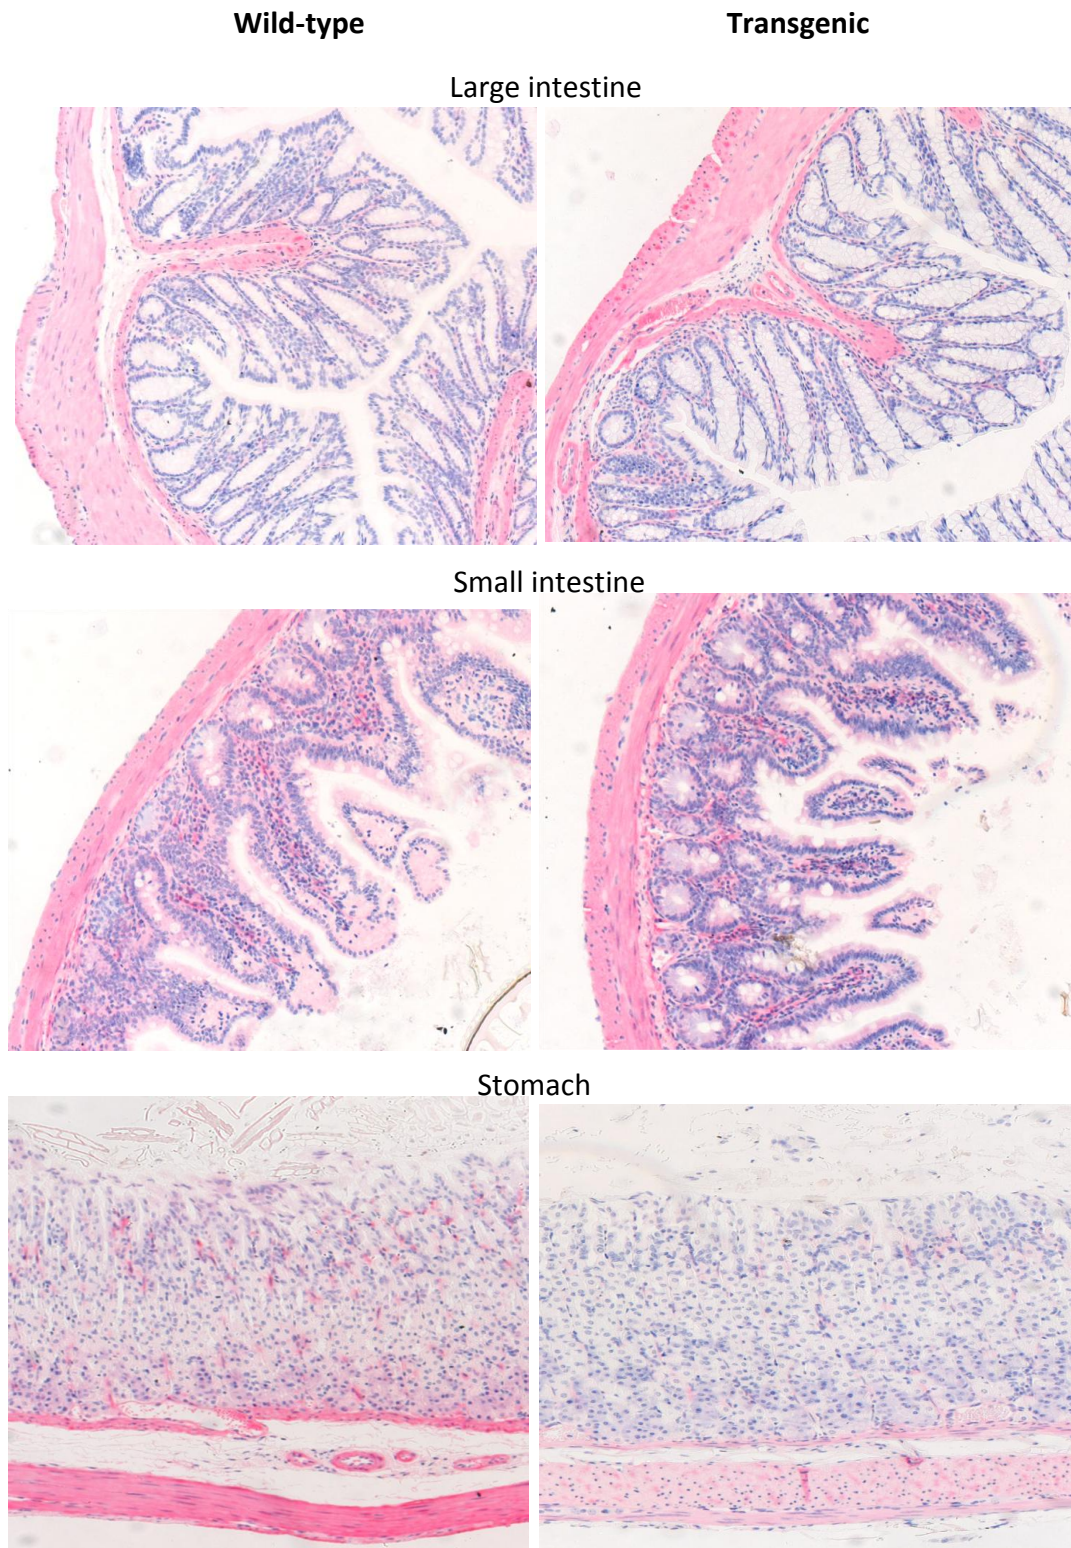 Wild-type Transgenic
Large intestine
Small intestine
Stomach